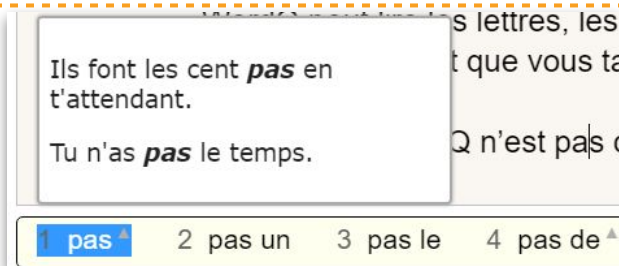 s lettres, les
Ils font les cent pas en
t'attendant.
t que vous ta
Tu n'as pas le temps.
Q n'est pas
1 pas 2 pas un 3 pas le 4 pas de